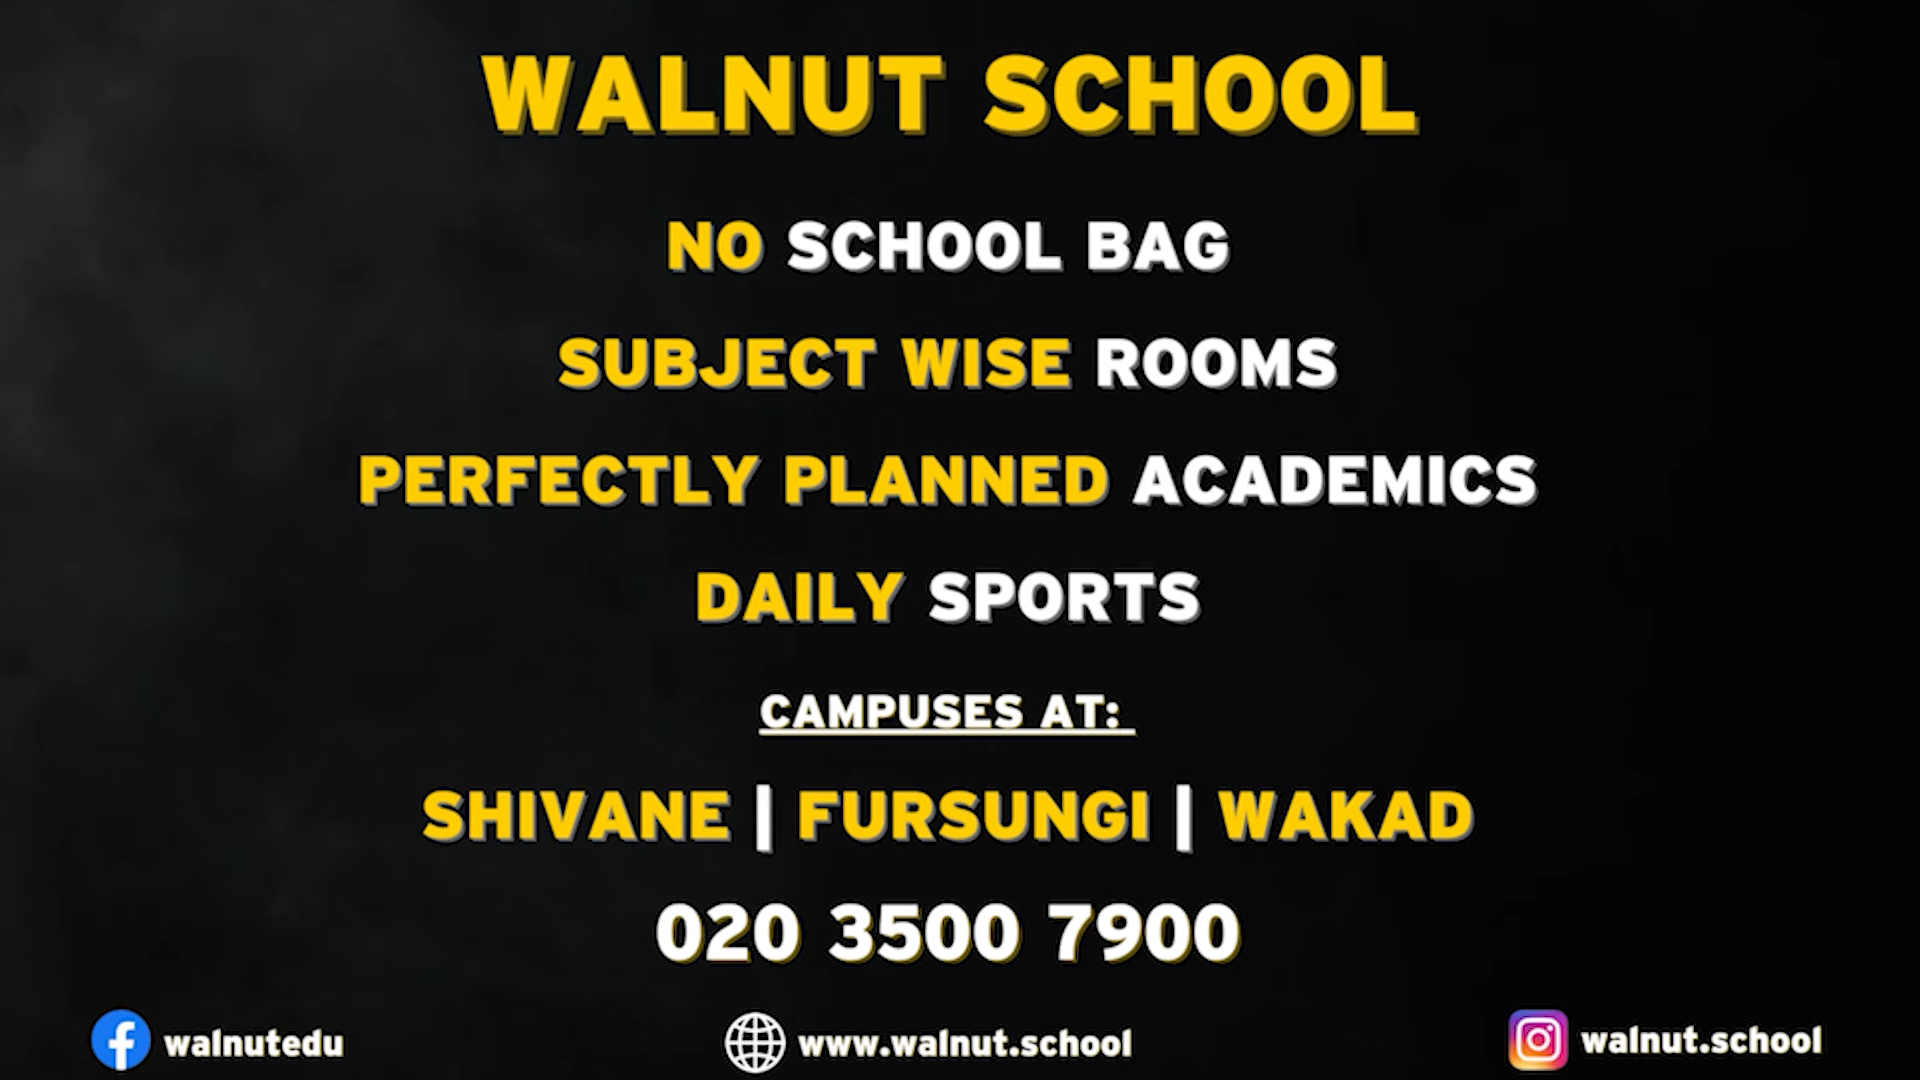 WALNUT SCHOOL
NO SCHOOL BAG
SUBJECT WISE ROOMS
PERFECTLY PLANNED ACADEMICS
DAILY SPORTS
CAMPUSES AT:
SHIVANE | FURSUNGI | WAKAD
020 3500 7900
walnutedu
www.walnut.school
walnut.school